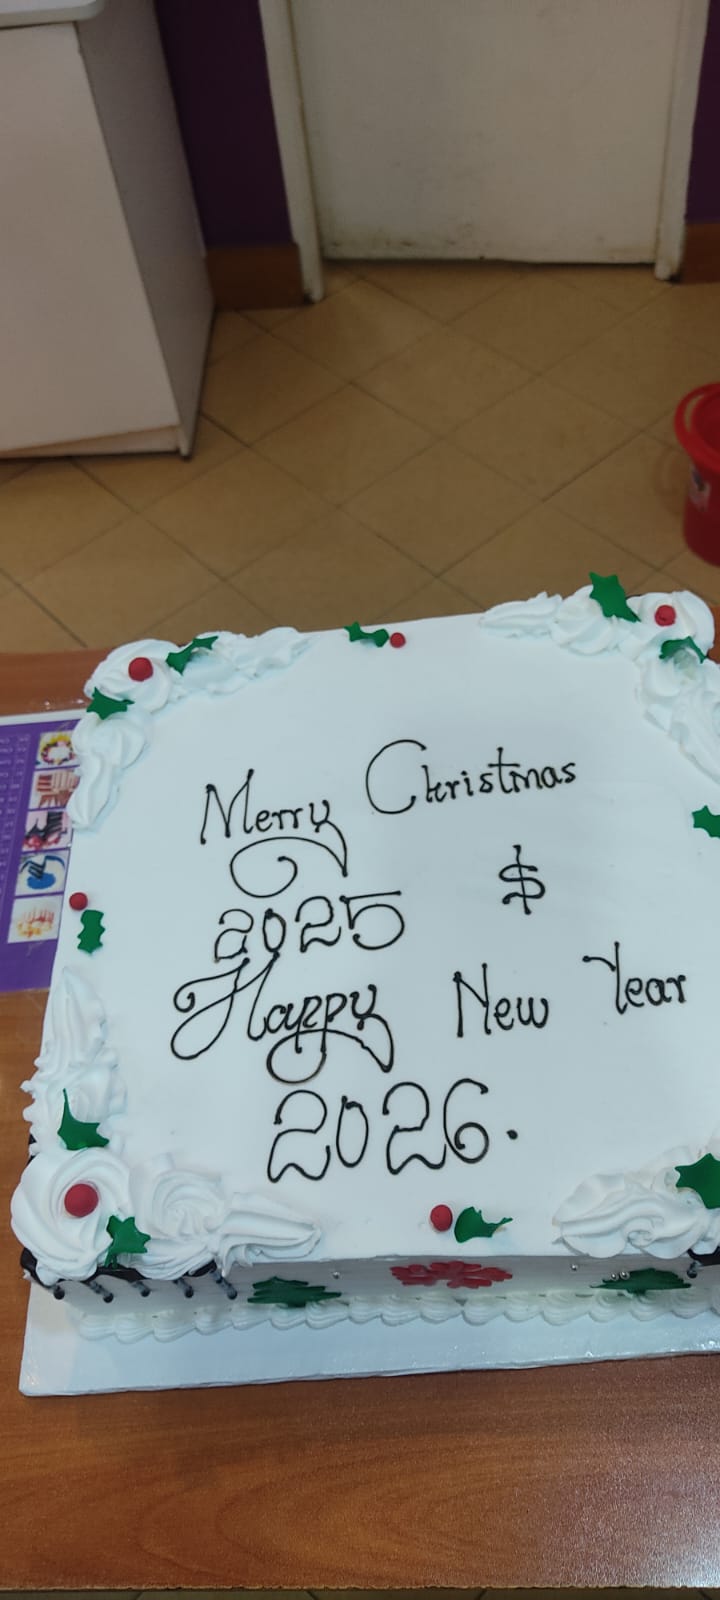 Merry Christmas
2025 $
Happy New Year
2026.